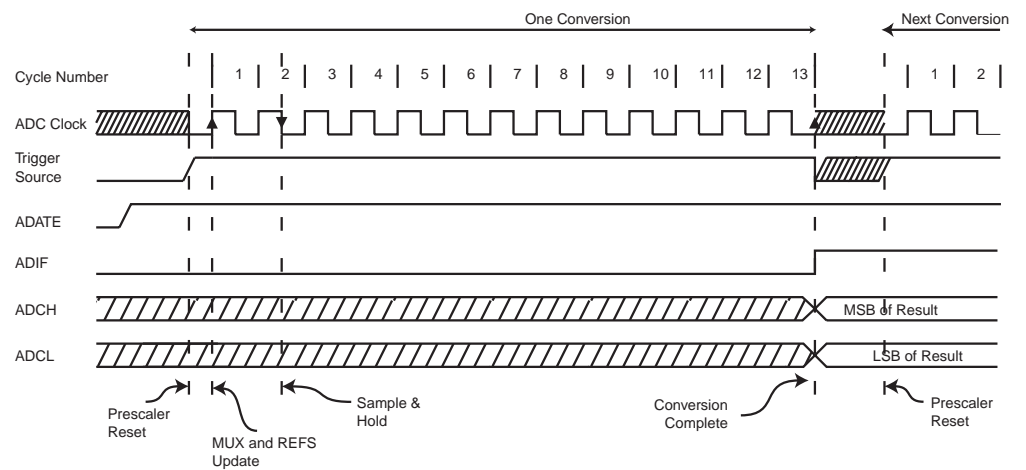 One Conversion
Next Conversion
Cycle Number
1 2 3 4 5 6 7 8 9 10 11 12 13 1 2
ADC Clock
Trigger
Source
ADATE
ADIF
ADCH
MSB of Result
ADCL
LSB of Result
Prescaler
Reset
MUX and REFS
Update
Sample &
Hold
Conversion
Complete
Prescaler
Reset